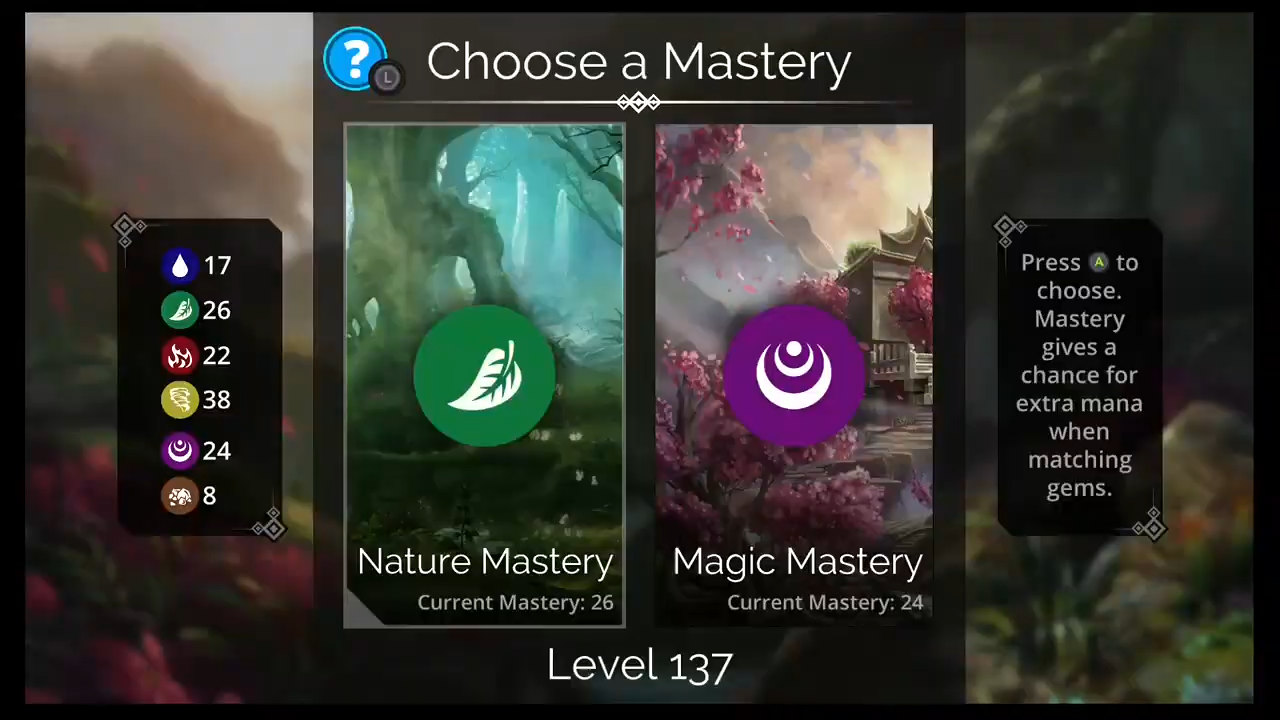 ?
L
Choose a Mastery
17
26
22
38
24
8
Nature Mastery
Current Mastery: 26
Magic Mastery
Current Mastery: 24
Press A to
choose.
Mastery
gives a
chance for
extra mana
when
matching
gems.
Level 137